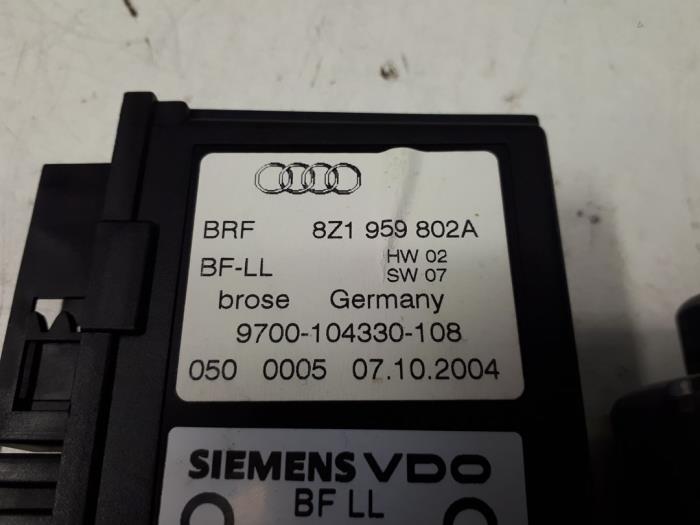 BRF 8Z1 959 802A
BF-LL HW 02
SW 07
brose Germany
9700-104330-108
050 0005 07.10.2004
SIEMENS VDO
BF LL